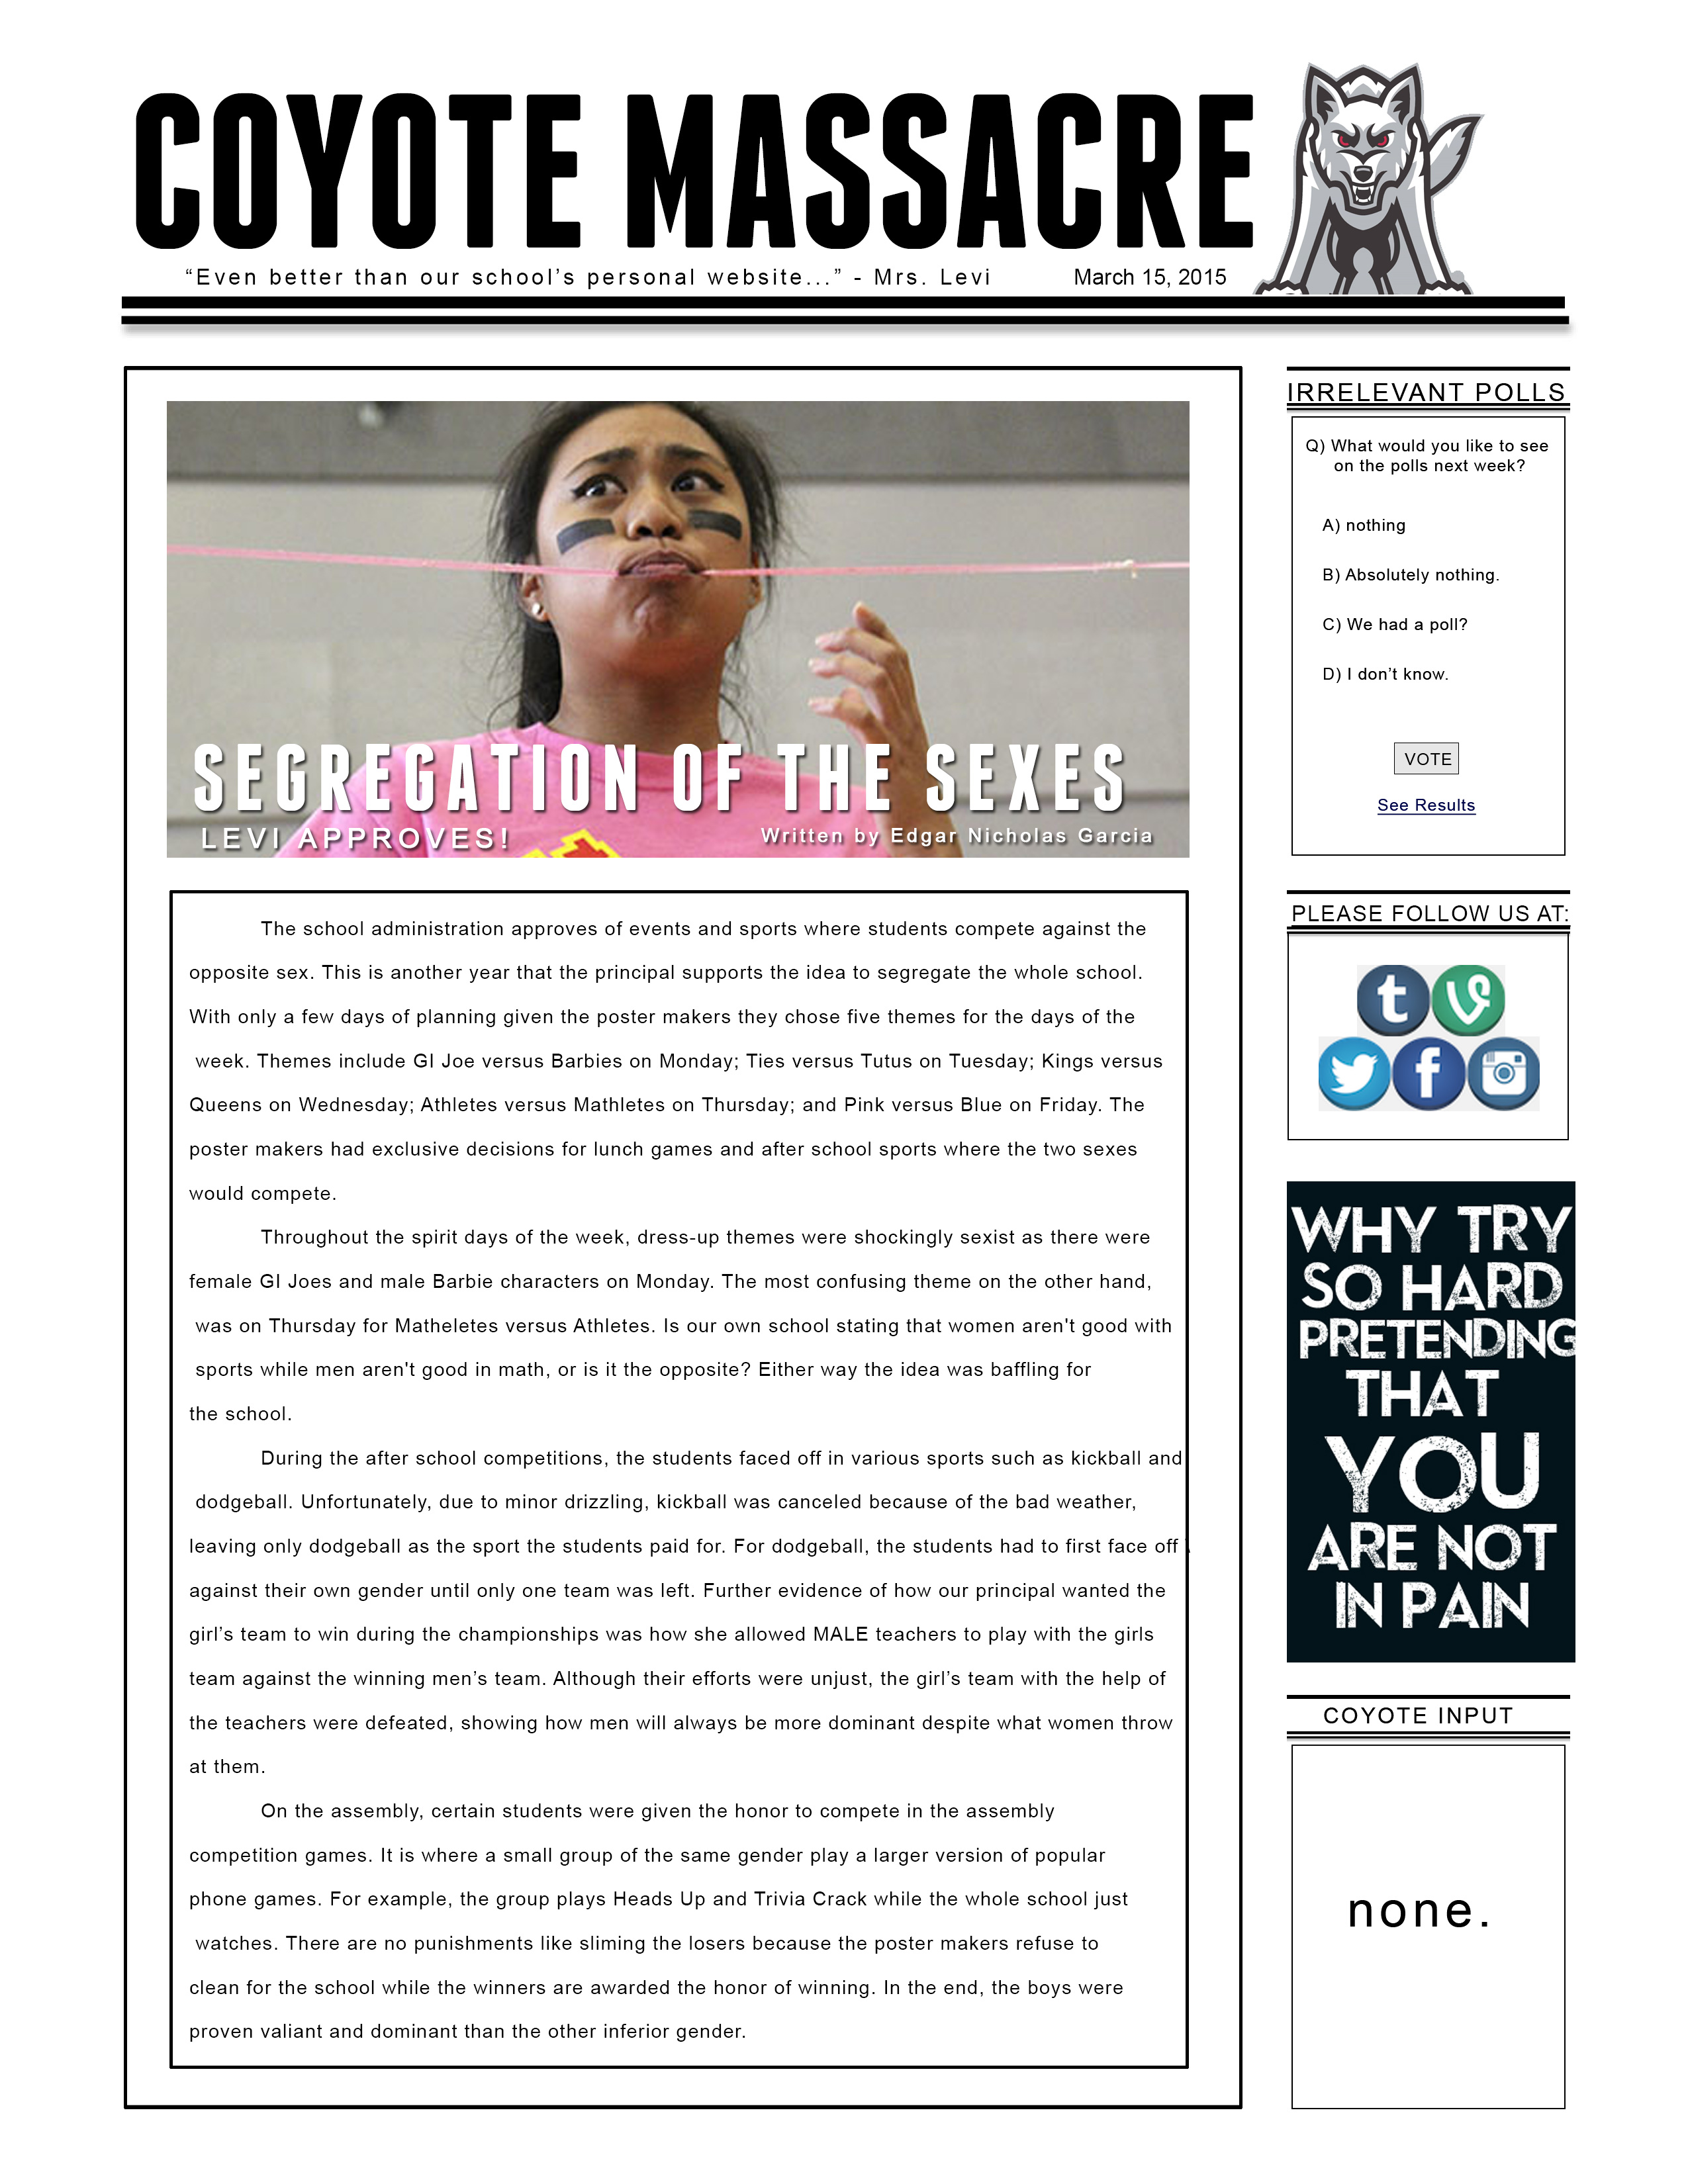 COYOTE MASSACRE
“Even better than our school’s personal website...” - Mrs. Levi
March 15, 2015
SEGREGATION OF THE SEXES
LEVI APPROVES!
Written by Edgar Nicholas Garcia
The school administration approves of events and sports where students compete against the
opposite sex. This is another year that the principal supports the idea to segregate the whole school.
With only a few days of planning given the poster makers they chose five themes for the days of the
week. Themes include GI Joe versus Barbies on Monday; Ties versus Tutus on Tuesday; Kings versus
Queens on Wednesday; Athletes versus Mathletes on Thursday; and Pink versus Blue on Friday. The
poster makers had exclusive decisions for lunch games and after school sports where the two sexes
would compete.
Throughout the spirit days of the week, dress-up themes were shockingly sexist as there were
female GI Joes and male Barbie characters on Monday. The most confusing theme on the other hand,
was on Thursday for Matheletes versus Athletes. Is our own school stating that women aren't good with
sports while men aren't good in math, or is it the opposite? Either way the idea was baffling for
the school.
During the after school competitions, the students faced off in various sports such as kickball and
dodgeball. Unfortunately, due to minor drizzling, kickball was canceled because of the bad weather,
leaving only dodgeball as the sport the students paid for. For dodgeball, the students had to first face off \
against their own gender until only one team was left. Further evidence of how our principal wanted the
girl’s team to win during the championships was how she allowed MALE teachers to play with the girls
team against the winning men’s team. Although their efforts were unjust, the girl’s team with the help of
the teachers were defeated, showing how men will always be more dominant despite what women throw
at them.
On the assembly, certain students were given the honor to compete in the assembly
competition games. It is where a small group of the same gender play a larger version of popular
phone games. For example, the group plays Heads Up and Trivia Crack while the whole school just
watches. There are no punishments like sliming the losers because the poster makers refuse to
clean for the school while the winners are awarded the honor of winning. In the end, the boys were
proven valiant and dominant than the other inferior gender.
IRRELEVANT POLLS
Q) What would you like to see
on the polls next week?
A) nothing
B) Absolutely nothing.
C) We had a poll?
D) I don’t know.
VOTE
See Results
PLEASE FOLLOW US AT:
WHY TRY
SO HARD
PRETENDING
THAT
YOU
ARE NOT
IN PAIN
COYOTE INPUT
none.